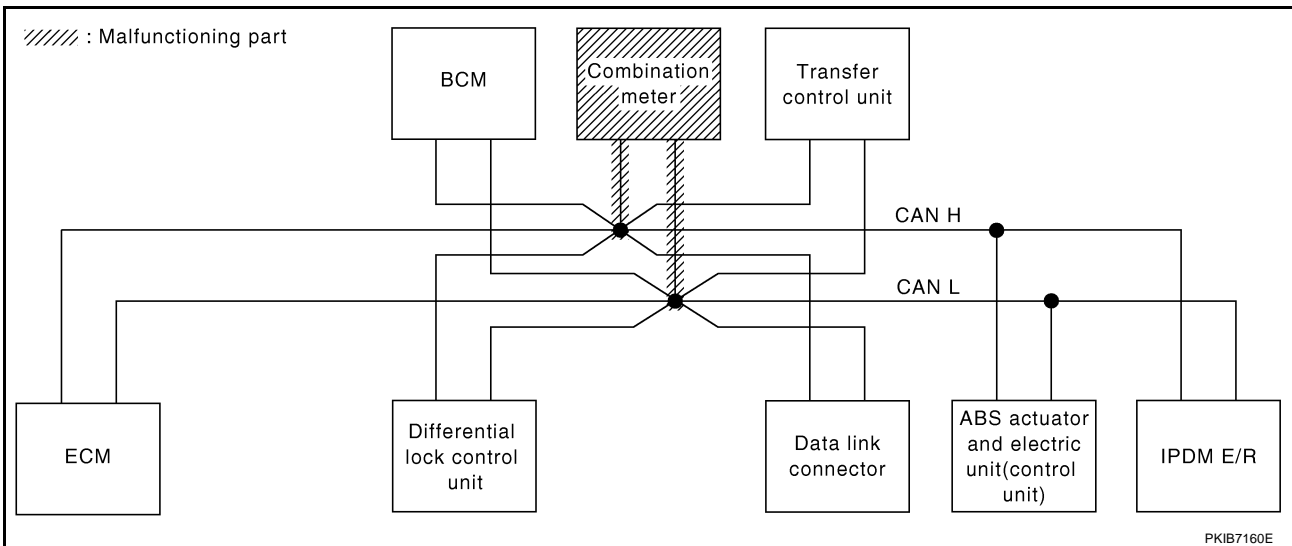 : Malfunctioning part
BCM
Combination
meter
Transfer
control unit
CAN H
CAN L
ECM
Differential
lock control
unit
Data link
connector
ABS actuator
and electric
unit(control
unit)
IPDM E/R
PKIB7160E